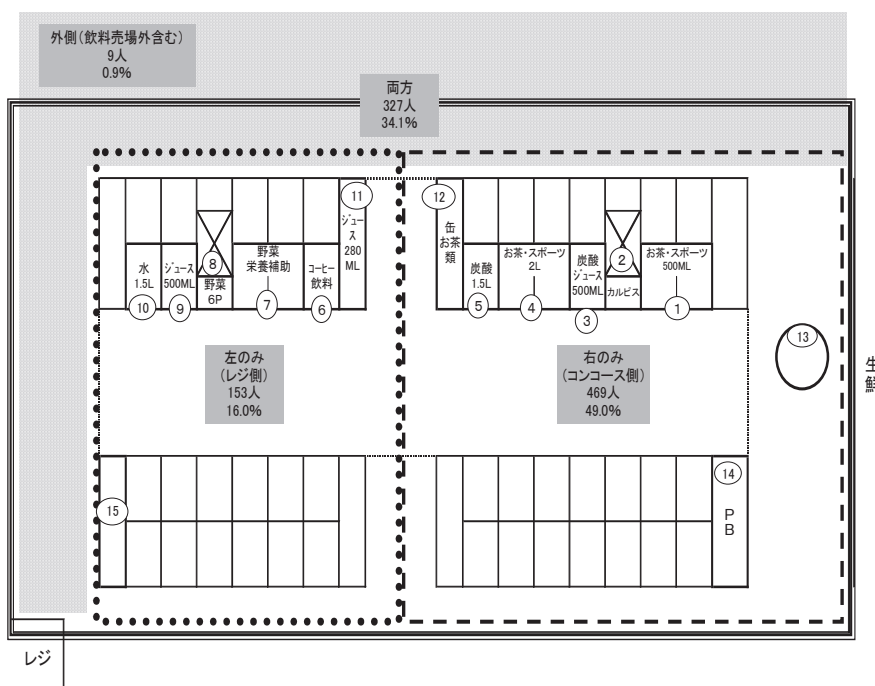 外側(飲料売場外含む)
9人
0.9%
両方
327人
34.1%
⑪
ジュー
ス
280
ML
⑫
缶
お茶
類
水
1.5L
⑩
ジュース
500ML
⑨
⑧
野菜
6P
野菜
栄養補助
⑦
コーヒー
飲料
⑥
炭酸
1.5L
⑤
お茶・スポーツ
2L
④
炭酸
ジュース
500ML
③
②
カルピス
お茶・スポーツ
500ML
①
⑬
生
鮮
左のみ
(レジ側)
153人
16.0%
右のみ
(コンコース側)
469人
49.0%
⑮
⑭
P
B
レジ